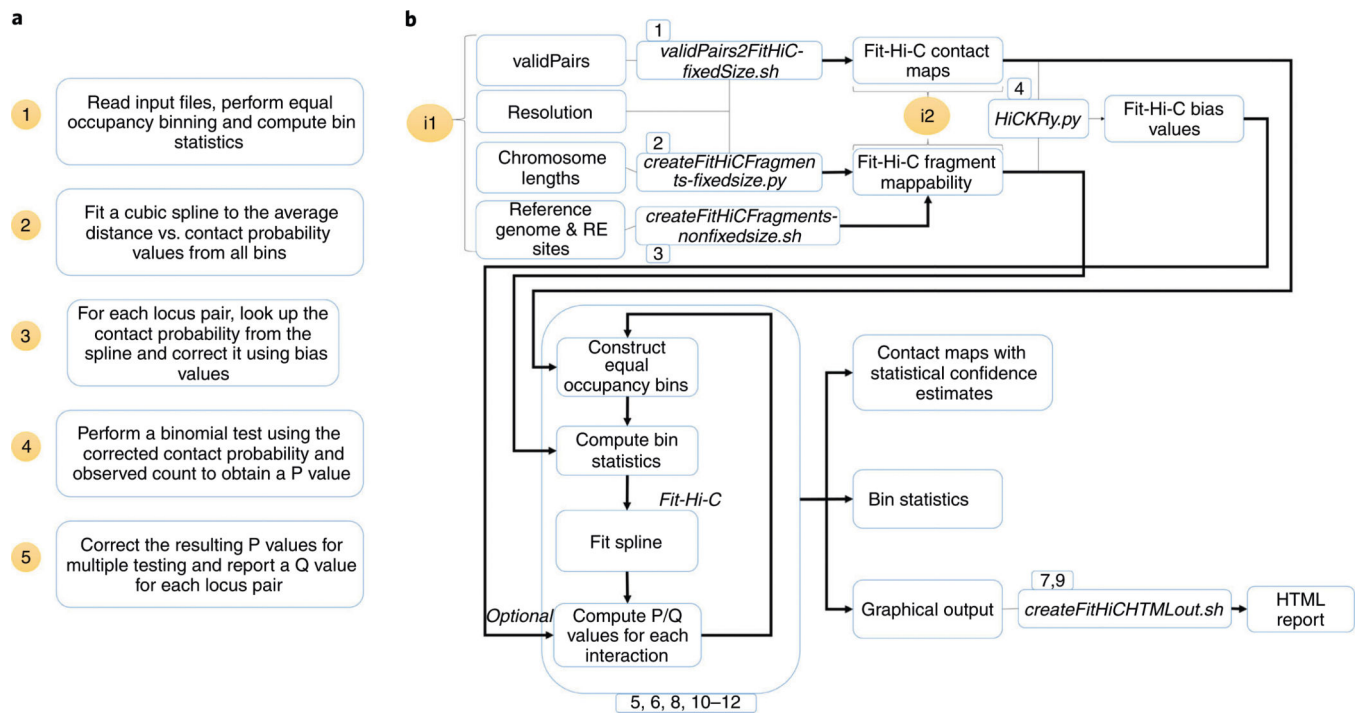 a
1
Read input files, perform equal
occupancy binning and compute bin
statistics
2
Fit a cubic spline to the average
distance vs. contact probability
values from all bins
3
For each locus pair, look up the
contact probability from the
spline and correct it using bias
values
4
Perform a binomial test using the
corrected contact probability and
observed count to obtain a P value
5
Correct the resulting P values for
multiple testing and report a Q value
for each locus pair
b
i1
validPairs
Resolution
Chromosome
lengths
Reference
genome & RE
sites
1
validPairs2FitHiC-
fixedSize.sh
2
createFitHiCFragmen
ts-fixedsize.py
createFitHiCFragments-
nonfixedsize.sh
3
Fit-Hi-C contact
maps
i2
Fit-Hi-C fragment
mappability
4
HiCKRy.py
Fit-Hi-C bias
values
Construct
equal
occupancy bins
Compute bin
statistics
Fit-Hi-C
Fit spline
Optional
Compute P/Q
values for each
interaction
5, 6, 8, 10–12
Contact maps with
statistical confidence
estimates
Bin statistics
Graphical output
7,9
createFitHiCHTMLout.sh
HTML
report